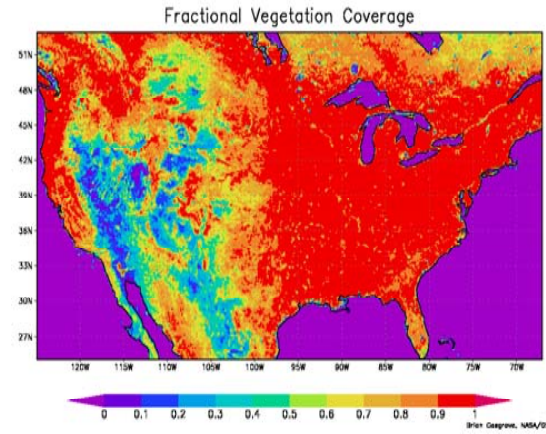 Fractional Vegetation Coverage
51N
48N
45N
42N
39N
36N
33N
30N
27N
120W 115W 110W 105W 100W 95W 90W 85W 80W 75W 70W
0 0.1 0.2 0.3 0.4 0.5 0.6 0.7 0.8 0.9 1
Brian Cosgrove, NASA/D